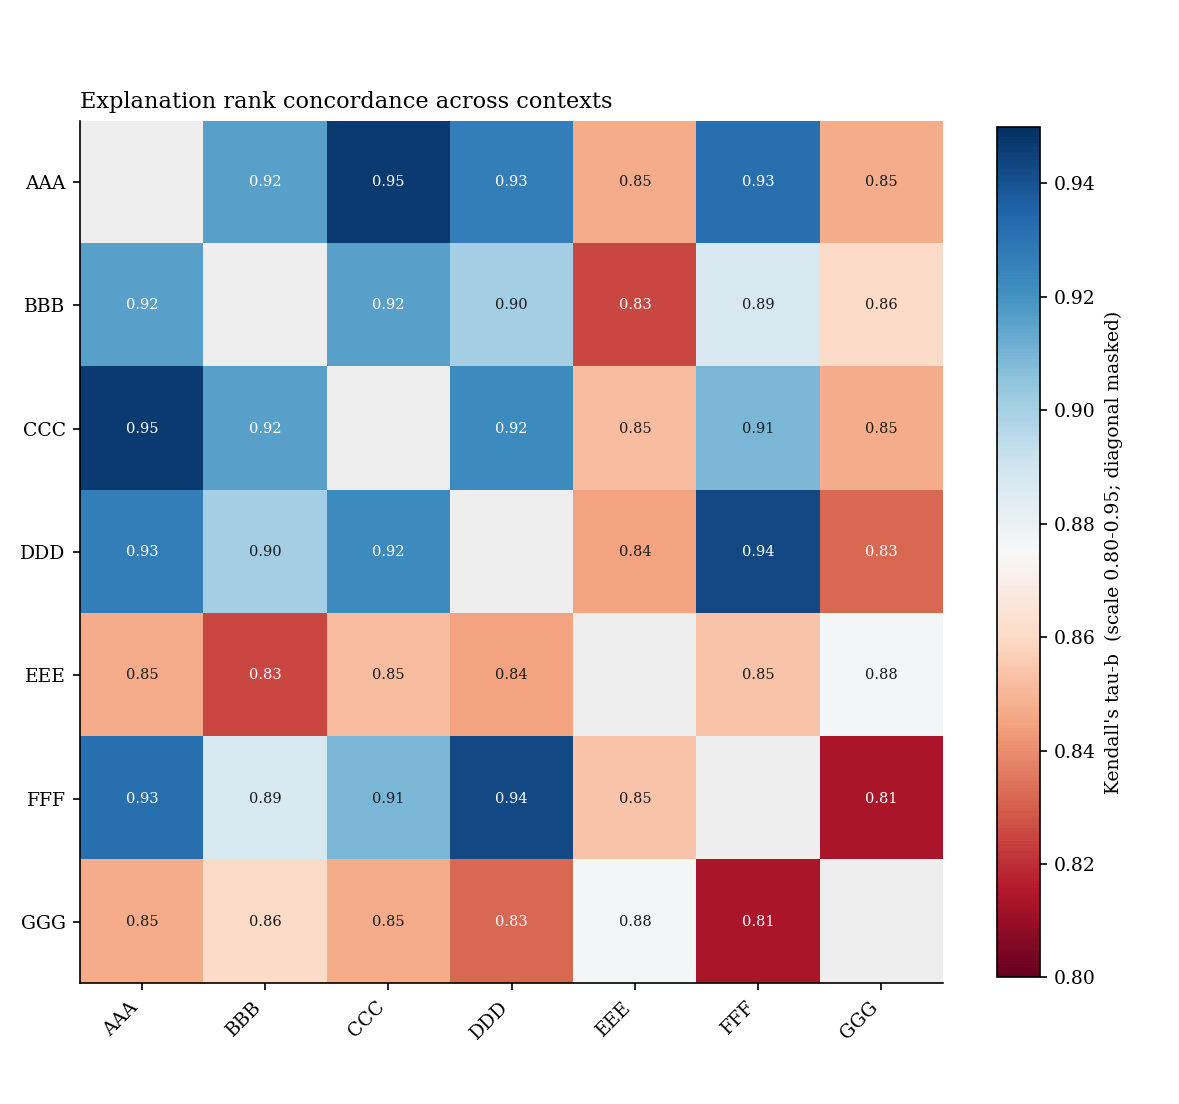 Explanation rank concordance across contexts
AAA 0.92 0.95 0.93 0.85 0.93 0.85
BBB 0.92 0.92 0.90 0.83 0.89 0.86
CCC 0.95 0.92 0.92 0.85 0.91 0.85
DDD 0.93 0.90 0.92 0.84 0.94 0.83
EEE 0.85 0.83 0.85 0.84 0.85 0.88
FFF 0.93 0.89 0.91 0.94 0.85 0.81
GGG 0.85 0.86 0.85 0.83 0.88 0.81
AAA BBB CCC DDD EEE FFF GGG
0.94
0.92
0.90
0.88
0.86
0.84
0.82
0.80
Kendall's tau-b (scale 0.80-0.95; diagonal masked)